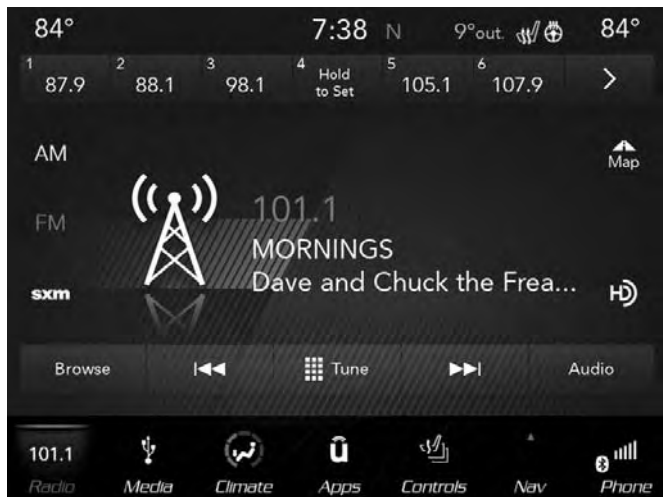 84° 7:38 N 9°out. 84°
1 87.9 2 88.1 3 98.1 4 Hold to Set 5 105.1 6 107.9 >
AM
Map
FM
101.1
MORNINGS
Dave and Chuck the Frea...
sxm
HD
Browse Tune Audio
101.1 û
Radio Media Climate Apps Controls Nav Phone